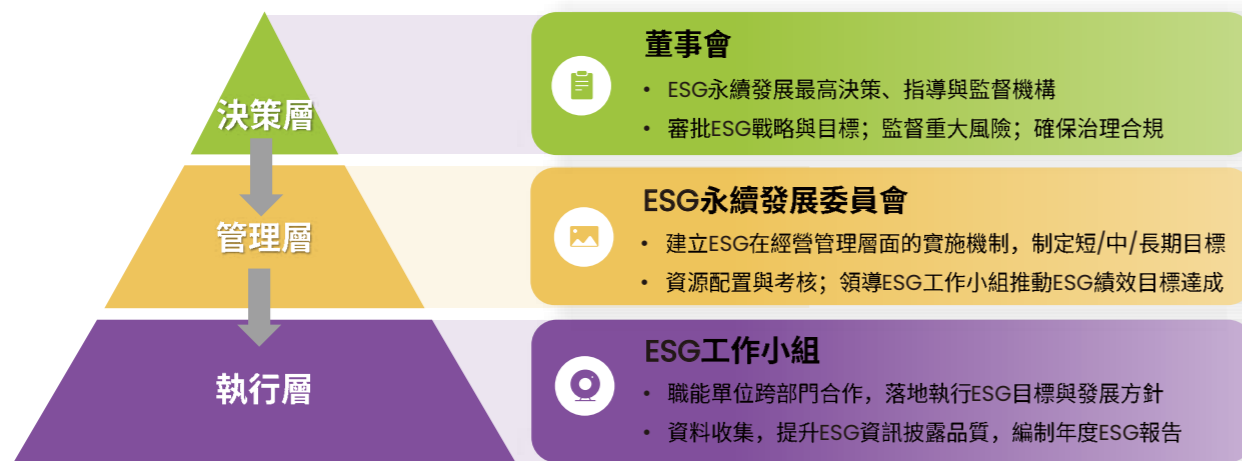 決策層
董事會
• ESG永續發展最高決策、指導與監督機構
• 審批ESG戰略與目標；監督重大風險；確保治理合規
管理層
ESG永續發展委員會
• 建立ESG在經營管理層面的實施機制，制定短/中/長期目標
• 資源配置與考核；領導ESG工作小組推動ESG績效目標達成
執行層
ESG工作小組
• 職能單位跨部門合作，落地執行ESG目標與發展方針
• 資料收集，提升ESG資訊披露品質，編制年度ESG報告